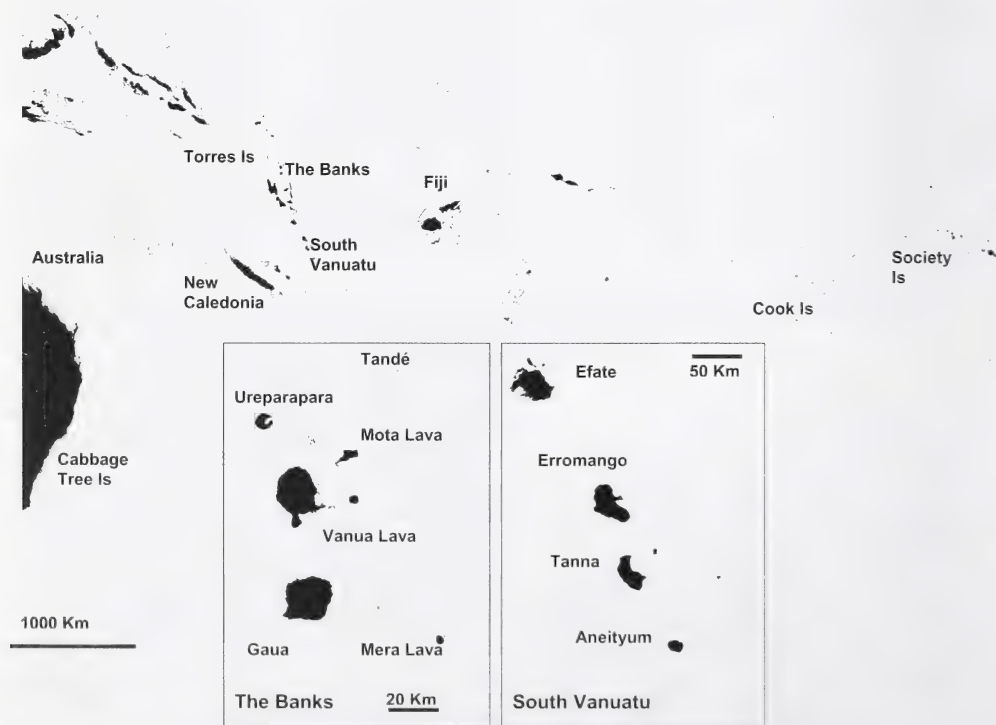 Torres Is
The Banks
Fiji
South
Vanuatu
Australia
New
Caledonia
Society
Is
Cook Is
Cabbage
Tree Is
1000 Km
Tandé
Ureparapara
Mota Lava
Vanua Lava
Gaua
Mera Lava
The Banks
20 Km
50 Km
Efate
Erromango
Tanna
Aneityum
South Vanuatu